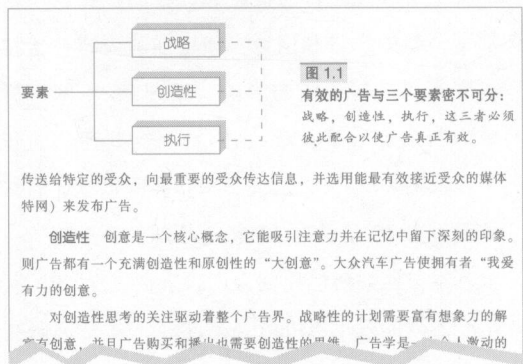 战略
图 1.1
要素
创造性
有效的广告与三个要素密不可分：
战略，创造性，执行，这三者必须
执行
彼此配合以使广告真正有效。
传送给特定的受众，向最重要的受众传达信息，并选用能最有效接近受众的媒体
特网）来发布广告。
创造性 创意是一个核心概念，它能吸引注意力并在记忆中留下深刻的印象。
则广告都有一个充满创造性和原创性的“大创意”。大众汽车广告使拥有者“我爱
有力的创意。
对创造性思考的关注驱动着整个广告界。战略性的计划需要富有想象力的解
有创意，并且广告购买和播出也需要创造性的思维。广告学是一个令人激动的